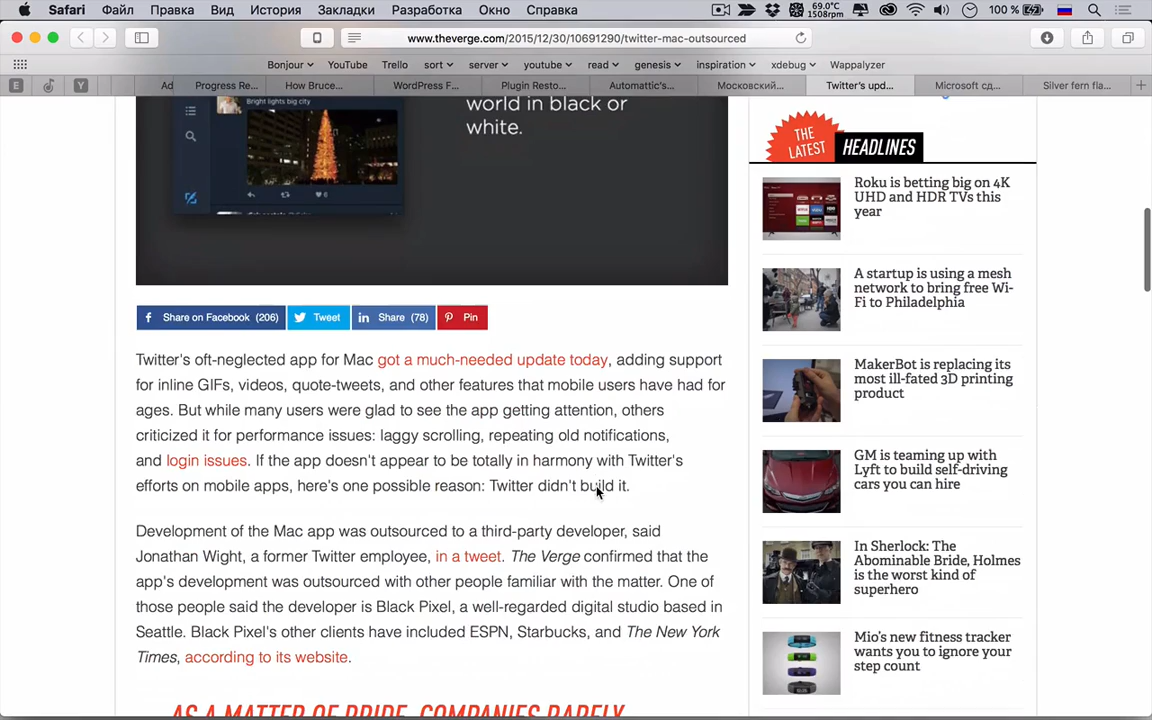 Safari Файл Правка Вид История Закладки Разработка Окно Справка 69.0°C 1508rpm 100 %
www.theverge.com/2015/12/30/10691290/twitter-mac-outsourced
Bonjour YouTube Trello sort server youtube read genesis inspiration xdebug Wappalyzer
E Y Ad Progress Re... How Bruce... WordPress F... Plugin Resto... Automattic's... Московский... Twitter's upd... Microsoft сд... Silver fern fla...
Bright lights big city
world in black or
white.
6
Share on Facebook (206) Tweet Share (78) Pin
Twitter's oft-neglected app for Mac got a much-needed update today, adding support
for inline GIFs, videos, quote-tweets, and other features that mobile users have had for
ages. But while many users were glad to see the app getting attention, others
criticized it for performance issues: laggy scrolling, repeating old notifications,
and login issues. If the app doesn't appear to be totally in harmony with Twitter's
efforts on mobile apps, here's one possible reason: Twitter didn't build it.
Development of the Mac app was outsourced to a third-party developer, said
Jonathan Wight, a former Twitter employee, in a tweet. The Verge confirmed that the
app's development was outsourced with other people familiar with the matter. One of
those people said the developer is Black Pixel, a well-regarded digital studio based in
Seattle. Black Pixel's other clients have included ESPN, Starbucks, and The New York
Times, according to its website.
AS A MATTER OF PRIDE, COMPANIES RARELY
THE
LATEST
HEADLINES
Roku is betting big on 4K
UHD and HDR TVs this
year
A startup is using a mesh
network to bring free Wi-
Fi to Philadelphia
MakerBot is replacing its
most ill-fated 3D printing
product
GM is teaming up with
Lyft to build self-driving
cars you can hire
In Sherlock: The
Abominable Bride, Holmes
is the worst kind of
superhero
Mio's new fitness tracker
wants you to ignore your
step count